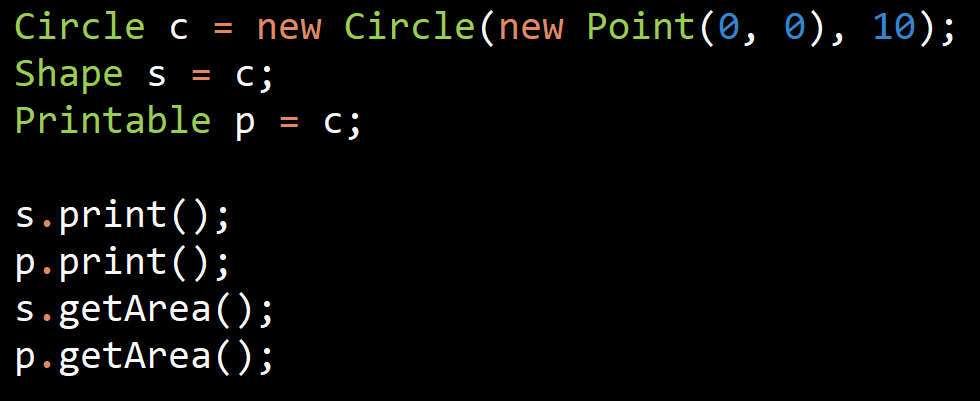 Circle c = new Circle(new Point(0, 0), 10);
Shape s = c;
Printable p = c;
s.print();
p.print();
s.getArea();
p.getArea();